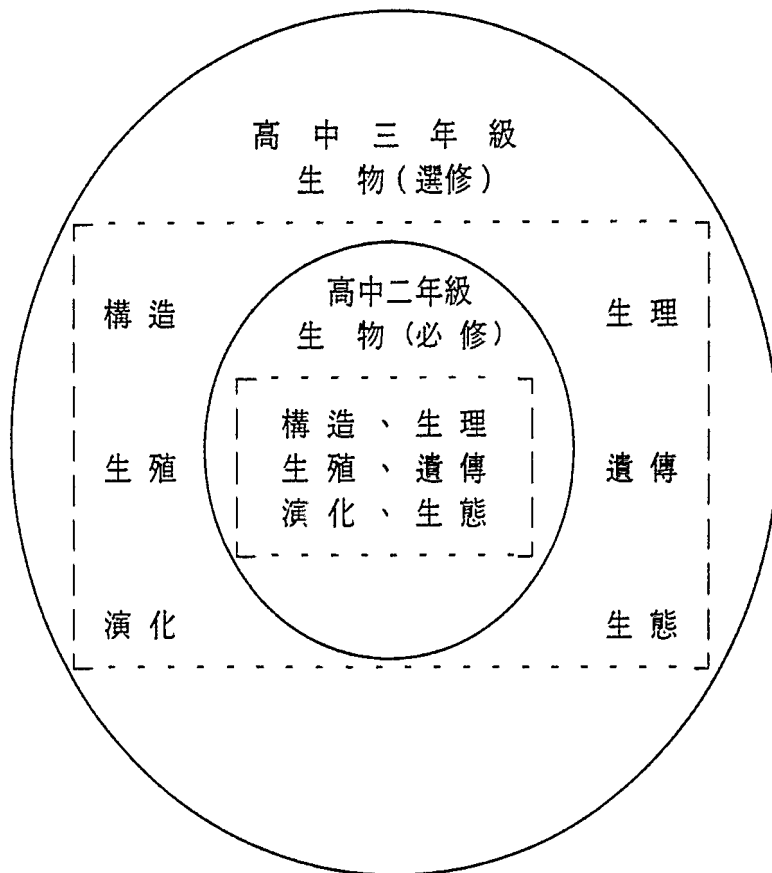 高中三年級
生物(選修)
高中二年級
生物(必修)
構造
生理
構造、生理
生殖
生殖、遺傳
遺傳
演化、生態
演化
生態